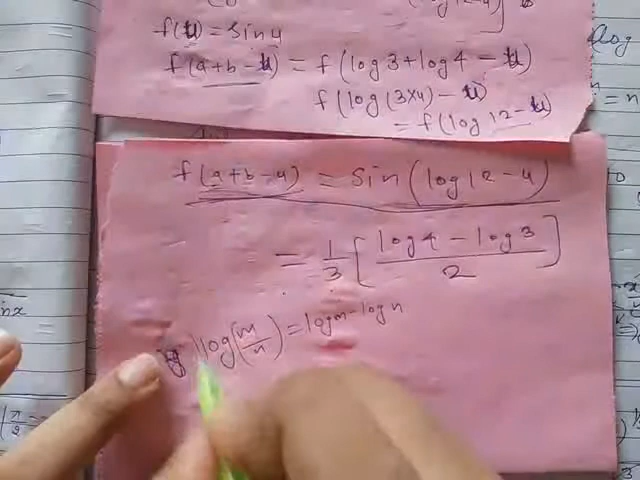 f(u) = Sin u
f(a+b-u) = f(log 3 + log 4 - u)
f(log (3×4) - u)
= f(log 12 - u)
f(a+b-u) = Sin (log 12 - u)
= 1/3 [ log 4 - log 3 / 2 ]
log(m/n) = log m - log n